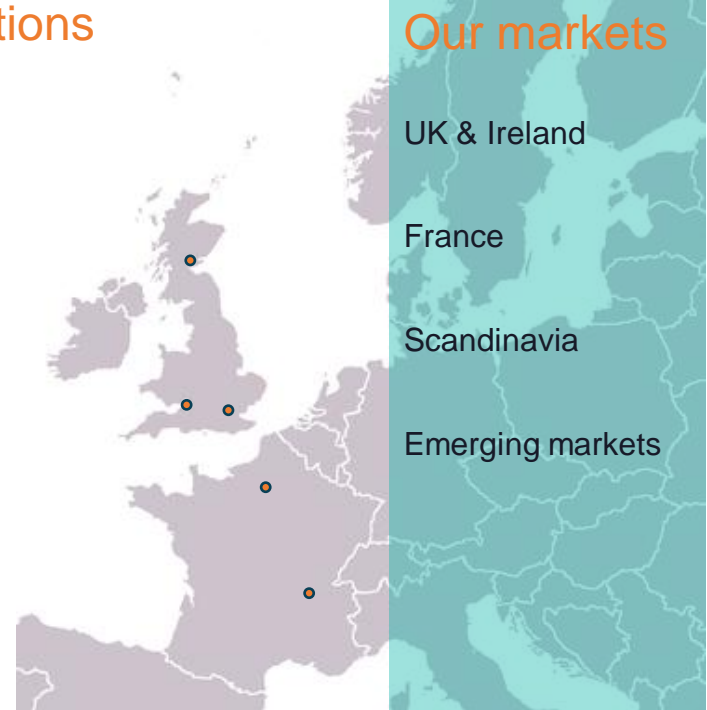 tions
Our markets
UK & Ireland
France
Scandinavia
Emerging markets